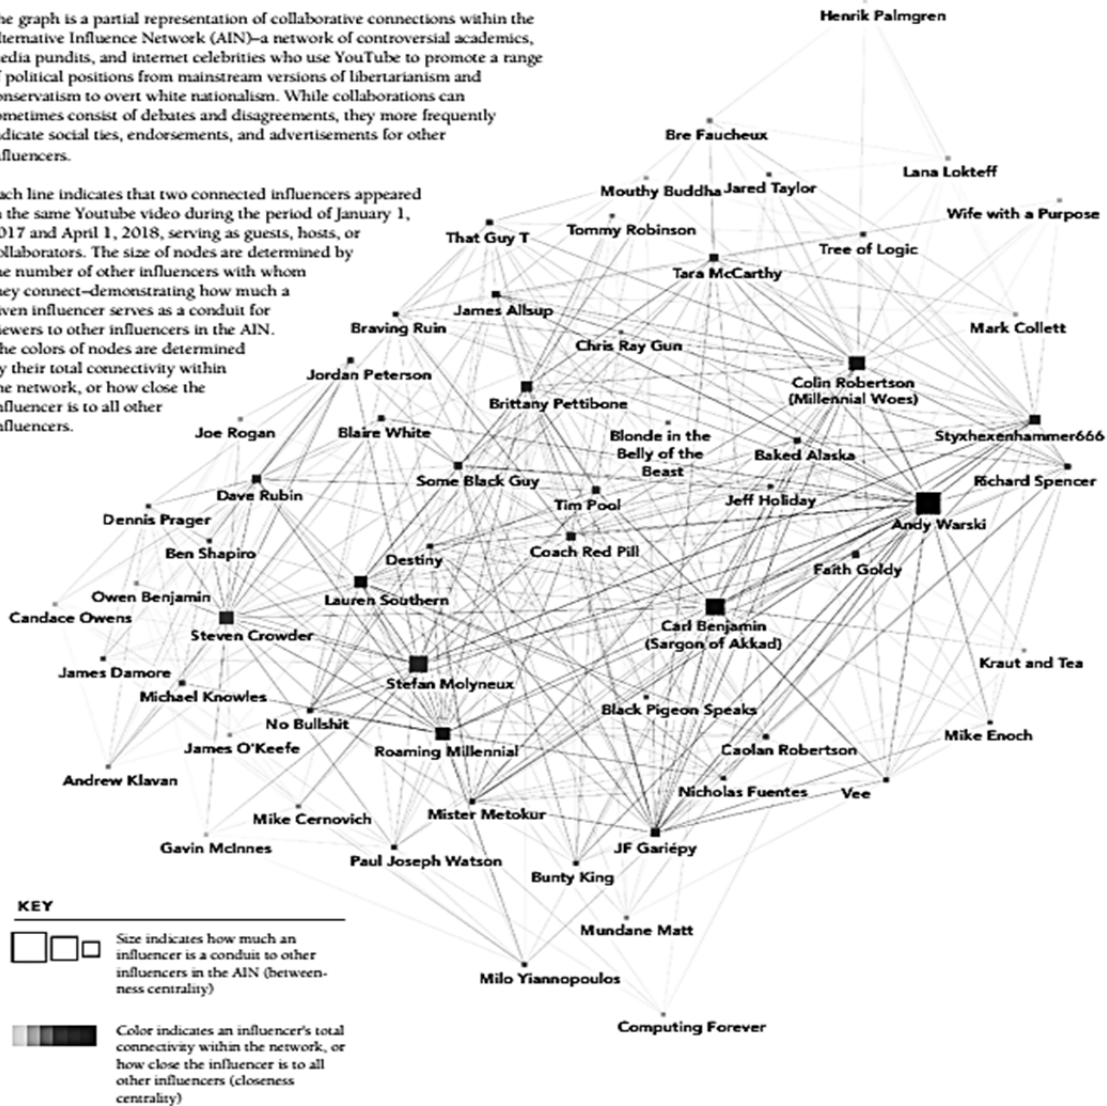 he graph is a partial representation of collaborative connections within the
lternative Influence Network (AIN)—a network of controversial academics,
edia pundits, and internet celebrities who use YouTube to promote a range
f political positions from mainstream versions of libertarianism and
onservatism to overt white nationalism. While collaborations can
ometimes consist of debates and disagreements, they more frequently
dicate social ties, endorsements, and advertisements for other
fluencers.
ach line indicates that two connected influencers appeared
n the same Youtube video during the period of January 1,
017 and April 1, 2018, serving as guests, hosts, or
ollaborators. The size of nodes are determined by
he number of other influencers with whom
hey connect—demonstrating how much a
iven influencer serves as a conduit for
iewers to other influencers in the AIN.
he colors of nodes are determined
y their total connectivity within
he network, or how close the
nfluencer is to all other
nfluencers.
Henrik Palmgren
Bre Faucheux
Lana Lokteff
Mouthy Buddha
Jared Taylor
Wife with a Purpose
Tommy Robinson
That Guy T
Tree of Logic
Tara McCarthy
James Allsup
Braving Ruin
Mark Collett
Chris Ray Gun
Jordan Peterson
Colin Robertson
(Millennial Woes)
Brittany Pettibone
Joe Rogan
Blaire White
Blonde in the
Belly of the
Beast
Styxhexenhammer666
Baked Alaska
Some Black Guy
Richard Spencer
Dave Rubin
Tim Pool
Jeff Holiday
Dennis Prager
Andy Warski
Ben Shapiro
Destiny
Coach Red Pill
Faith Goldy
Owen Benjamin
Lauren Southern
Candace Owens
Steven Crowder
Carl Benjamin
(Sargon of Akkad)
James Damore
Kraut and Tea
Stefan Molyneux
Michael Knowles
Black Pigeon Speaks
No Bullshit
Mike Enoch
James O'Keefe
Roaming Millennial
Caolan Robertson
Andrew Klavan
Nicholas Fuentes
Vee
Mike Cernovich
Mister Metokur
Gavin McInnes
JF Gariépy
Paul Joseph Watson
Bunty King
Mundane Matt
Milo Yiannopoulos
Computing Forever
KEY
Size indicates how much an
influencer is a conduit to other
influencers in the AIN (between-
ness centrality)
Color indicates an influencer's total
connectivity within the network, or
how close the influencer is to all
other influencers (closeness
centrality)